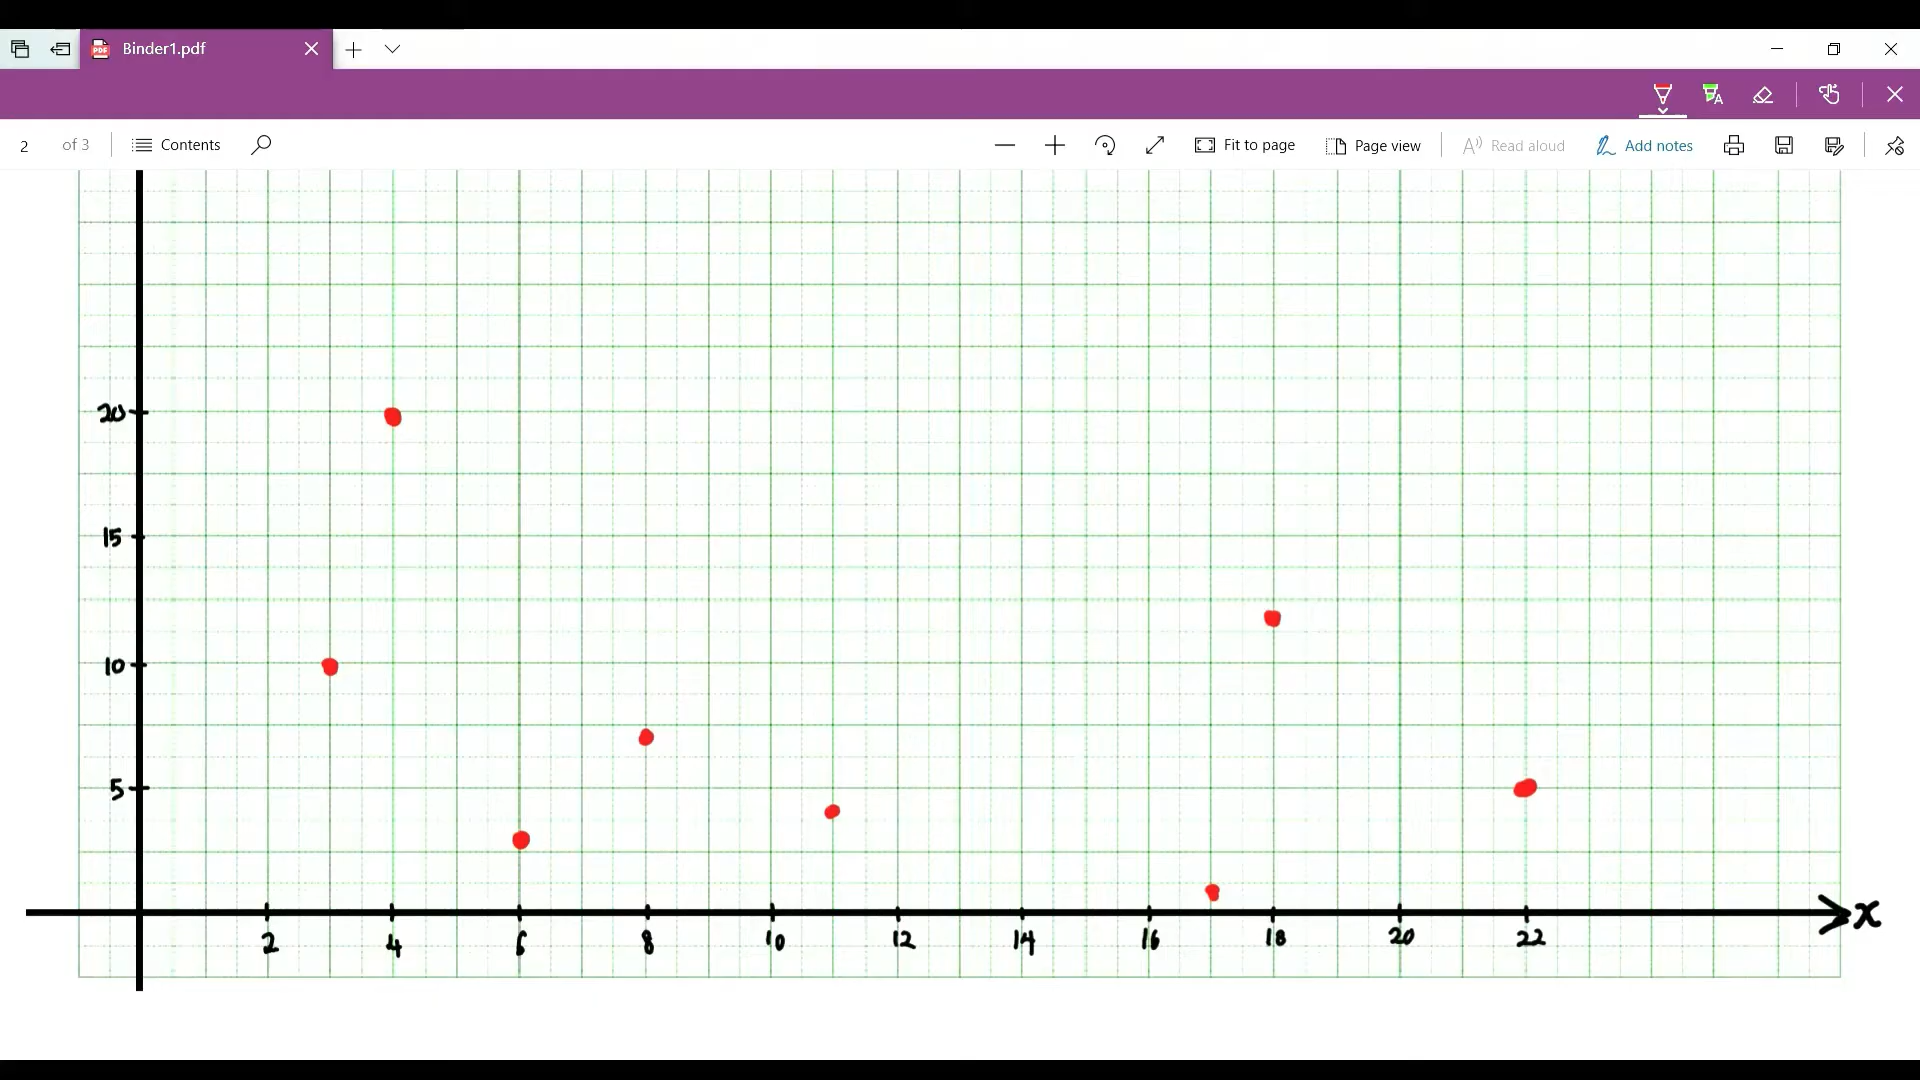 Binder1.pdf
2 of 3 Contents Fit to page Page view Read aloud Add notes
20
15
10
5
2 4 6 8 10 12 14 16 18 20 22 x